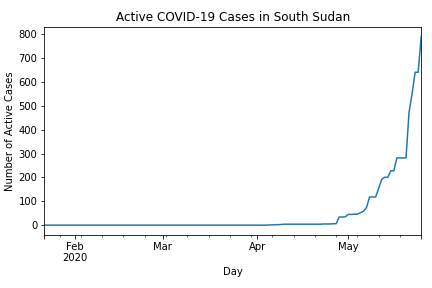 Active COVID-19 Cases in South Sudan
800
700
600
500
400
300
200
100
0
Number of Active Cases
Feb
2020
Mar
Apr
May
Day